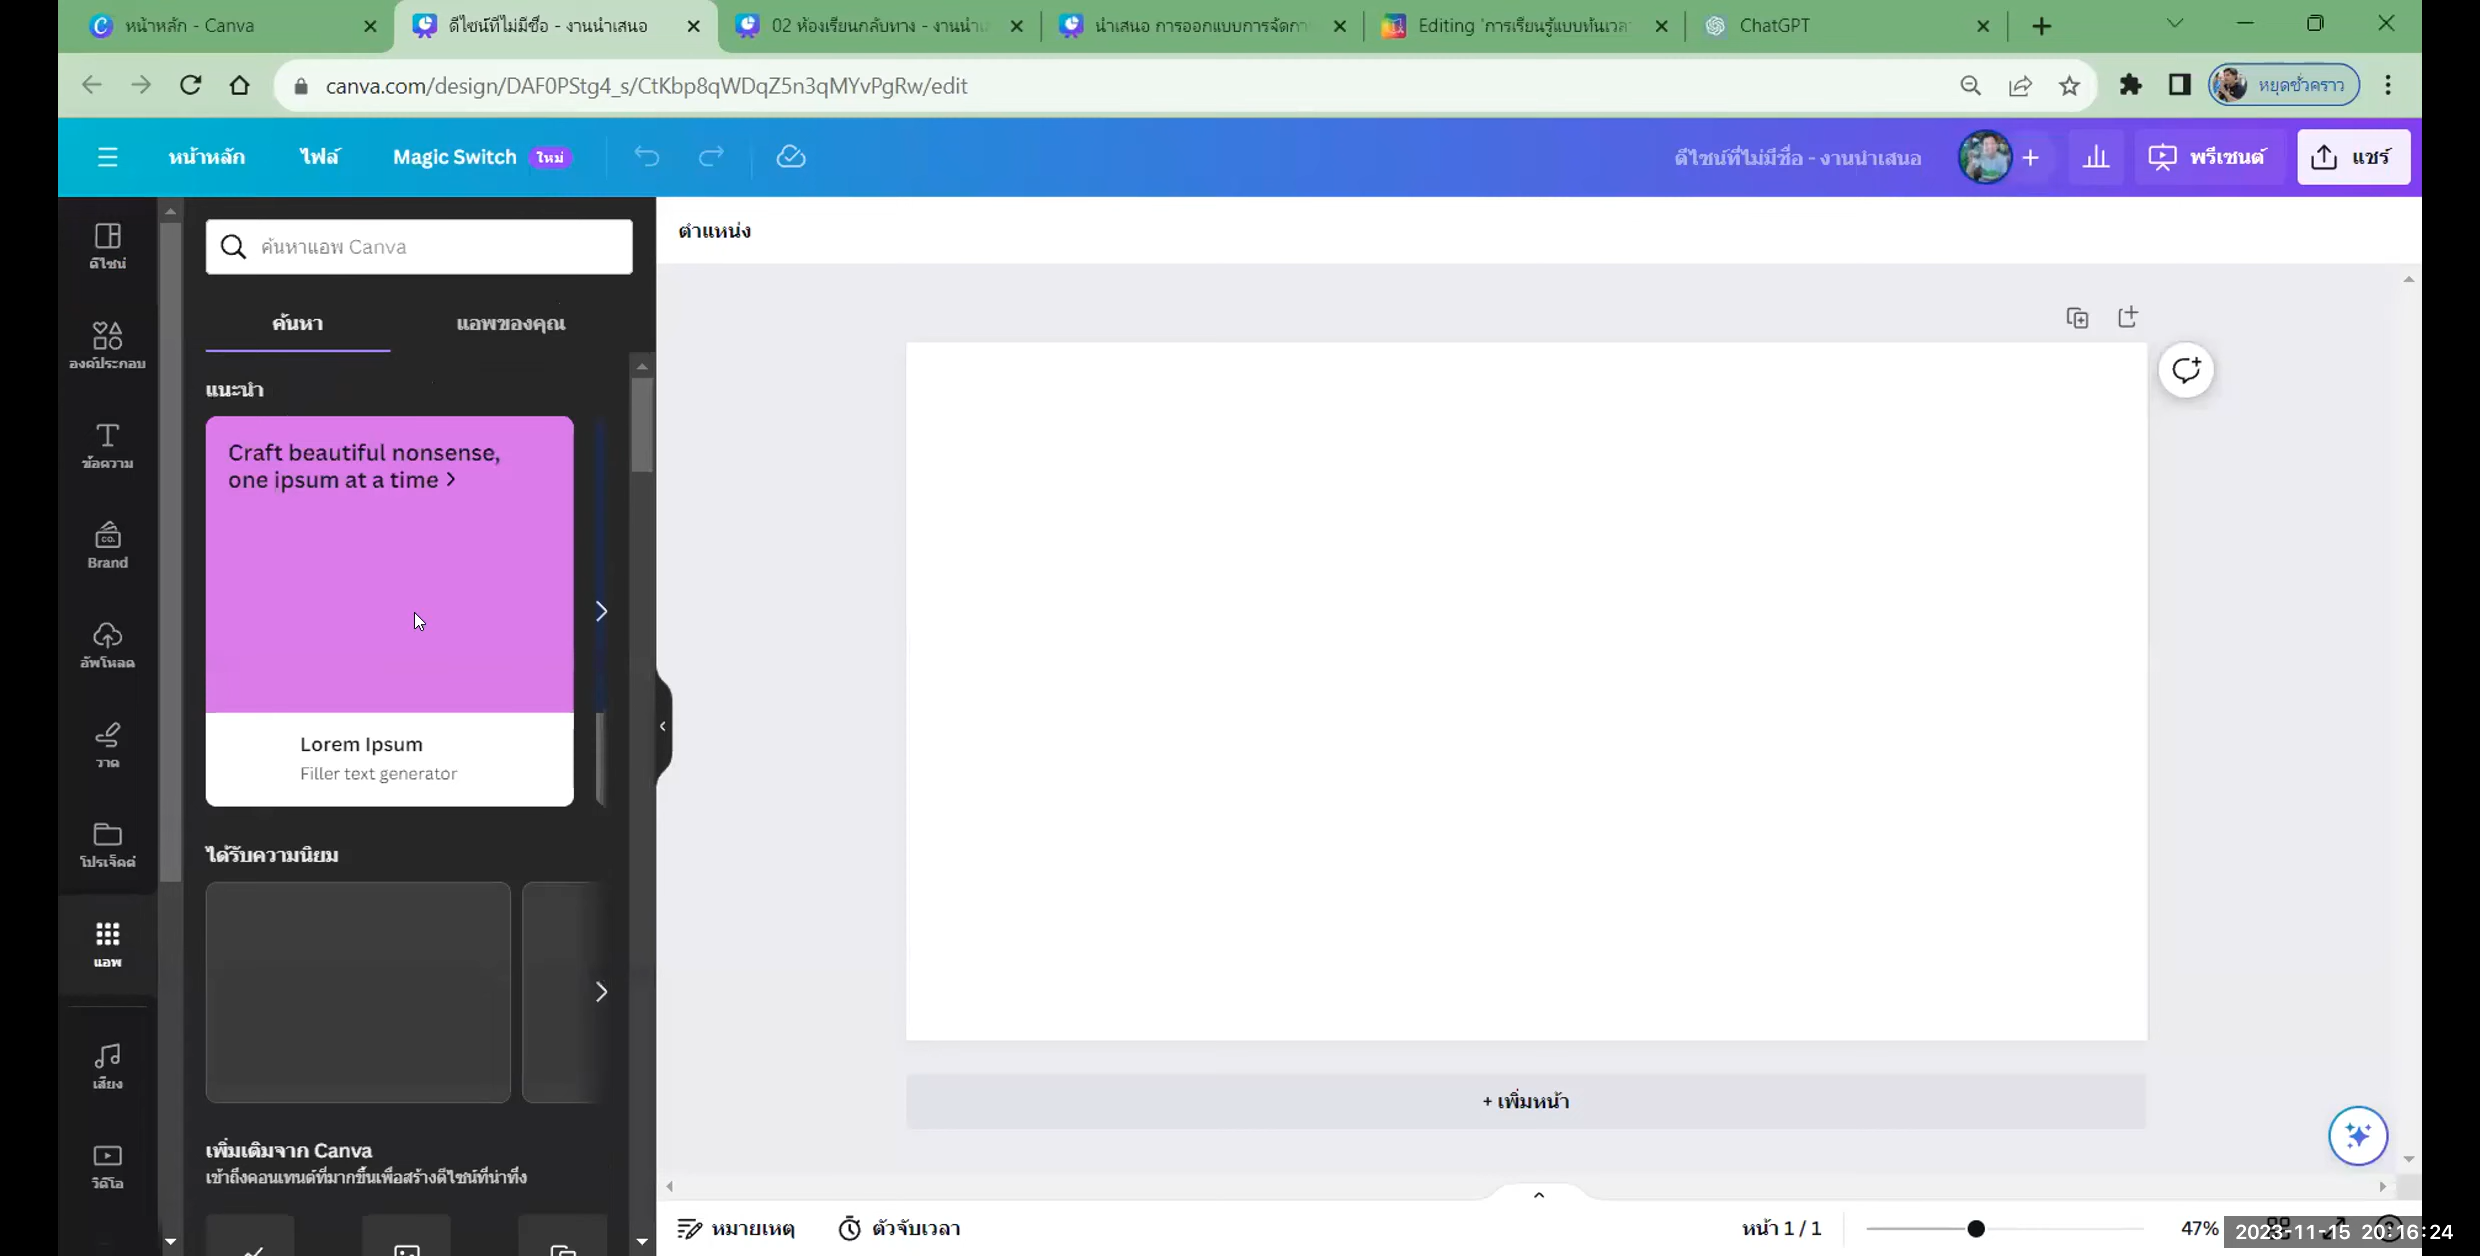 หน้าหลัก - Canva
ดีไซน์ที่ไม่มีชื่อ - งานนำเสนอ
02 ห้องเรียนกลับทาง - งานนำเ
นำเสนอ การออกแบบการจัดกา
Editing 'การเรียนรู้แบบทันเวลา
ChatGPT
canva.com/design/DAF0PStg4_s/CtKbp8qWDqZ5n3qMYvPgRw/edit
หยุดชั่วคราว
หน้าหลัก
ไฟล์
Magic Switch ใหม่
ดีไซน์ที่ไม่มีชื่อ - งานนำเสนอ
พรีเซนต์
แชร์
ดีไซน์
องค์ประกอบ
ข้อความ
CO.
Brand
อัพโหลด
วาด
โปรเจ็คต์
แอพ
เสียง
วิดีโอ
ค้นหาแอพ Canva
ค้นหา
แอพของคุณ
แนะนำ
Craft beautiful nonsense,
one ipsum at a time >
Lorem Ipsum
Filler text generator
ได้รับความนิยม
เพิ่มเติมจาก Canva
เข้าถึงคอนเทนต์ที่มากขึ้นเพื่อสร้างดีไซน์ที่น่าทึ่ง
ตำแหน่ง
+ เพิ่มหน้า
หมายเหตุ
ตัวจับเวลา
หน้า 1 / 1
47%
2023-11-15 20:16:24